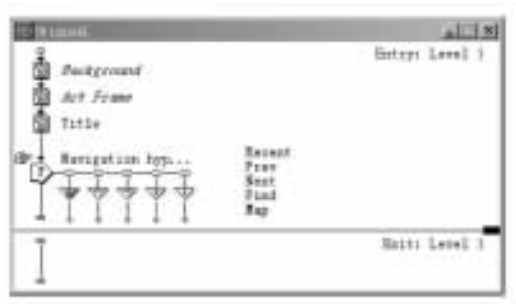 Entry: Level 1
Background
Art Frame
Title
Navigation hyp...
Recent
Prev
Next
Find
Map
?
Exit: Level 1